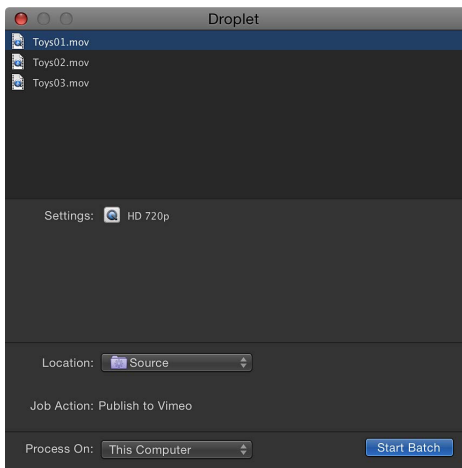 Droplet
Toys01.mov
Toys02.mov
Toys03.mov
Settings: HD 720p
Location: Source
Job Action: Publish to Vimeo
Process On: This Computer Start Batch